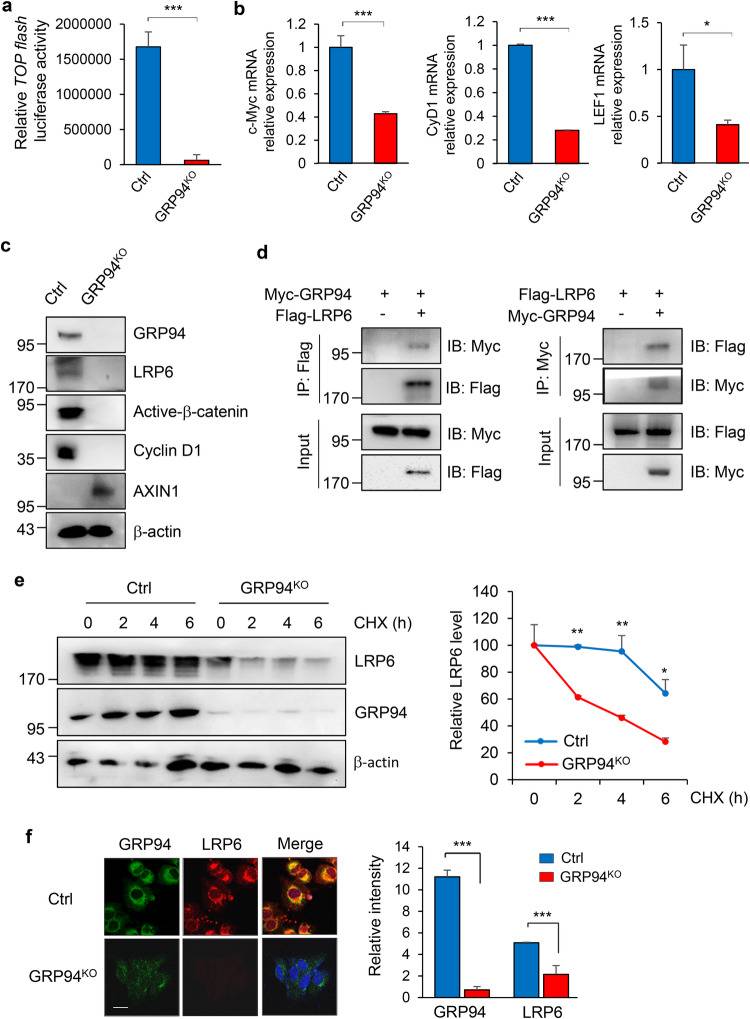 a
Relative TOP flash
luciferase activity
2000000
1500000
1000000
500000
0
***
Ctrl
GRP94KO
b
c-Myc mRNA
relative expression
1.2
1
0.8
0.6
0.4
0.2
0
***
Ctrl
GRP94KO
CyD1 mRNA
relative expression
1.2
1
0.8
0.6
0.4
0.2
0
***
Ctrl
GRP94KO
LEF1 mRNA
relative expression
1.5
1
0.5
0
*
Ctrl
GRP94KO
c
Ctrl
GRP94KO
95
GRP94
170
LRP6
95
Active-β-catenin
35
Cyclin D1
95
AXIN1
43
β-actin
d
Myc-GRP94 + +
Flag-LRP6 - +
IP: Flag
95
IB: Myc
170
IB: Flag
Input
95
IB: Myc
170
IB: Flag
Flag-LRP6 + +
Myc-GRP94 - +
IP: Myc
170
IB: Flag
95
IB: Myc
Input
170
IB: Flag
95
IB: Myc
e
Ctrl GRP94KO
0 2 4 6 0 2 4 6 CHX (h)
170
LRP6
95
GRP94
43
β-actin
Relative LRP6 level
140
120
100
80
60
40
20
0
**
**
*
Ctrl
GRP94KO
0 2 4 6 CHX (h)
f
GRP94 LRP6 Merge
Ctrl
GRP94KO
Relative intensity
14
12
10
8
6
4
2
0
***
***
Ctrl
GRP94KO
GRP94 LRP6